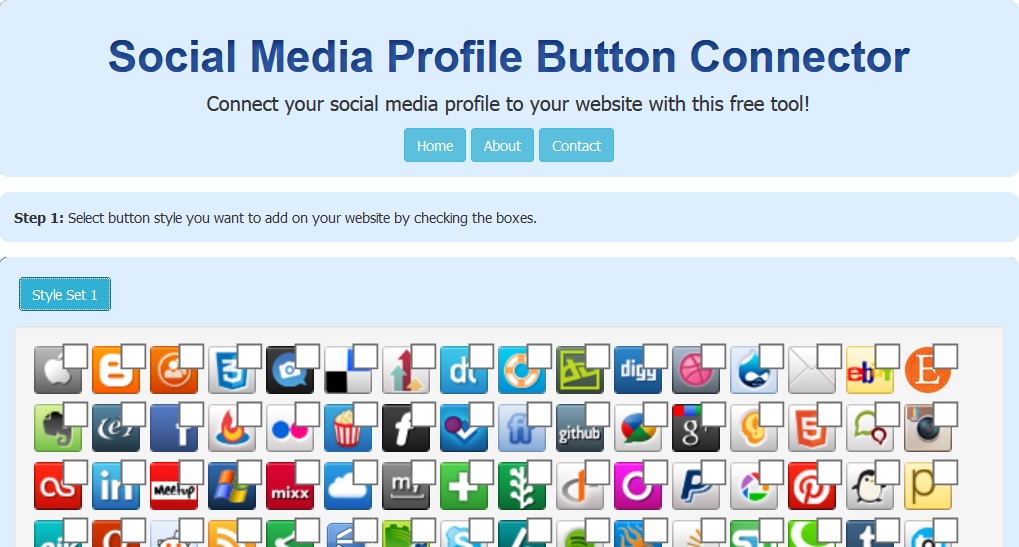 Social Media Profile Button Connector
Connect your social media profile to your website with this free tool!
Home About Contact
Step 1: Select button style you want to add on your website by checking the boxes.
Style Set 1
digg
E
f
f
github
g
in
Meetup
mixx
m,
P
p
t